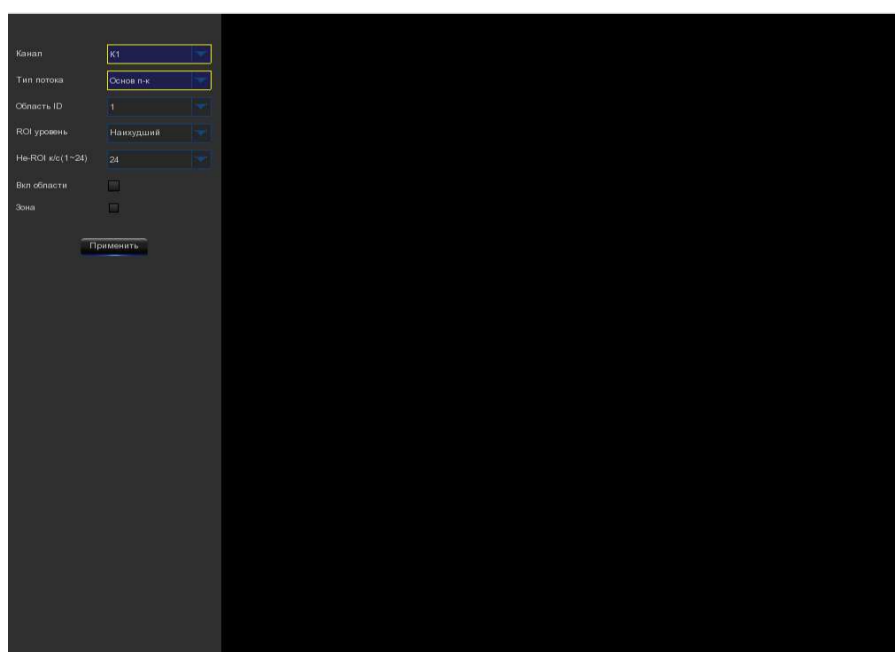 Канал К1
Тип потока Основ п-к
Область ID 1
ROI уровень Наихудший
Не-ROI к/с(1~24) 24
Вкл области
Зона
Применить